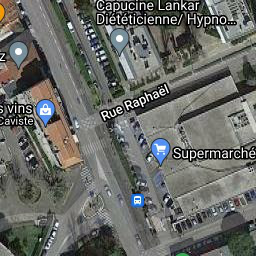 Capucine Lankar
Diététicienne/ Hypno...
z
Rue Raphaël
s vins
Caviste
Supermarché